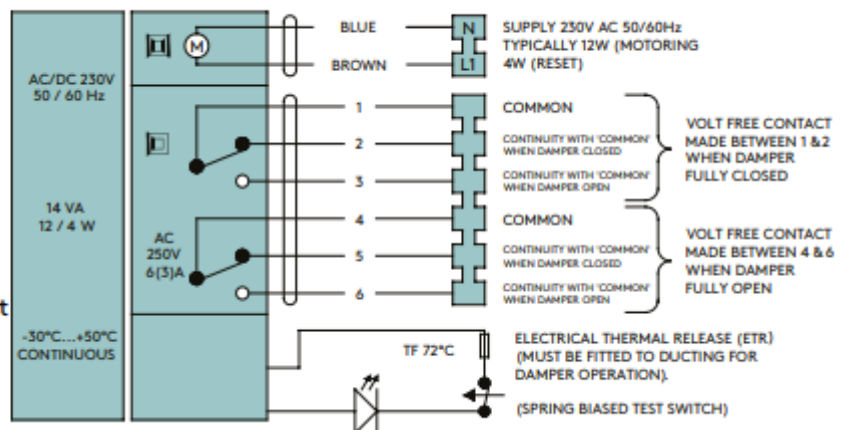 AC/DC 230V
50 / 60 Hz
14 VA
12 / 4 W
-30°C...+50°C
CONTINUOUS
t
M
AC
250V
6(3)A
BLUE
BROWN
1
2
3
4
5
6
TF 72°C
N
L1
SUPPLY 230V AC 50/60Hz
TYPICALLY 12W (MOTORING
4W (RESET)
COMMON
CONTINUITY WITH 'COMMON'
WHEN DAMPER CLOSED
CONTINUITY WITH 'COMMON'
WHEN DAMPER OPEN
VOLT FREE CONTACT
MADE BETWEEN 1 & 2
WHEN DAMPER
FULLY CLOSED
COMMON
CONTINUITY WITH 'COMMON'
WHEN DAMPER CLOSED
CONTINUITY WITH 'COMMON'
WHEN DAMPER OPEN
VOLT FREE CONTACT
MADE BETWEEN 4 & 6
WHEN DAMPER
FULLY OPEN
ELECTRICAL THERMAL RELEASE (ETR)
(MUST BE FITTED TO DUCTING FOR
DAMPER OPERATION).
(SPRING BIASED TEST SWITCH)